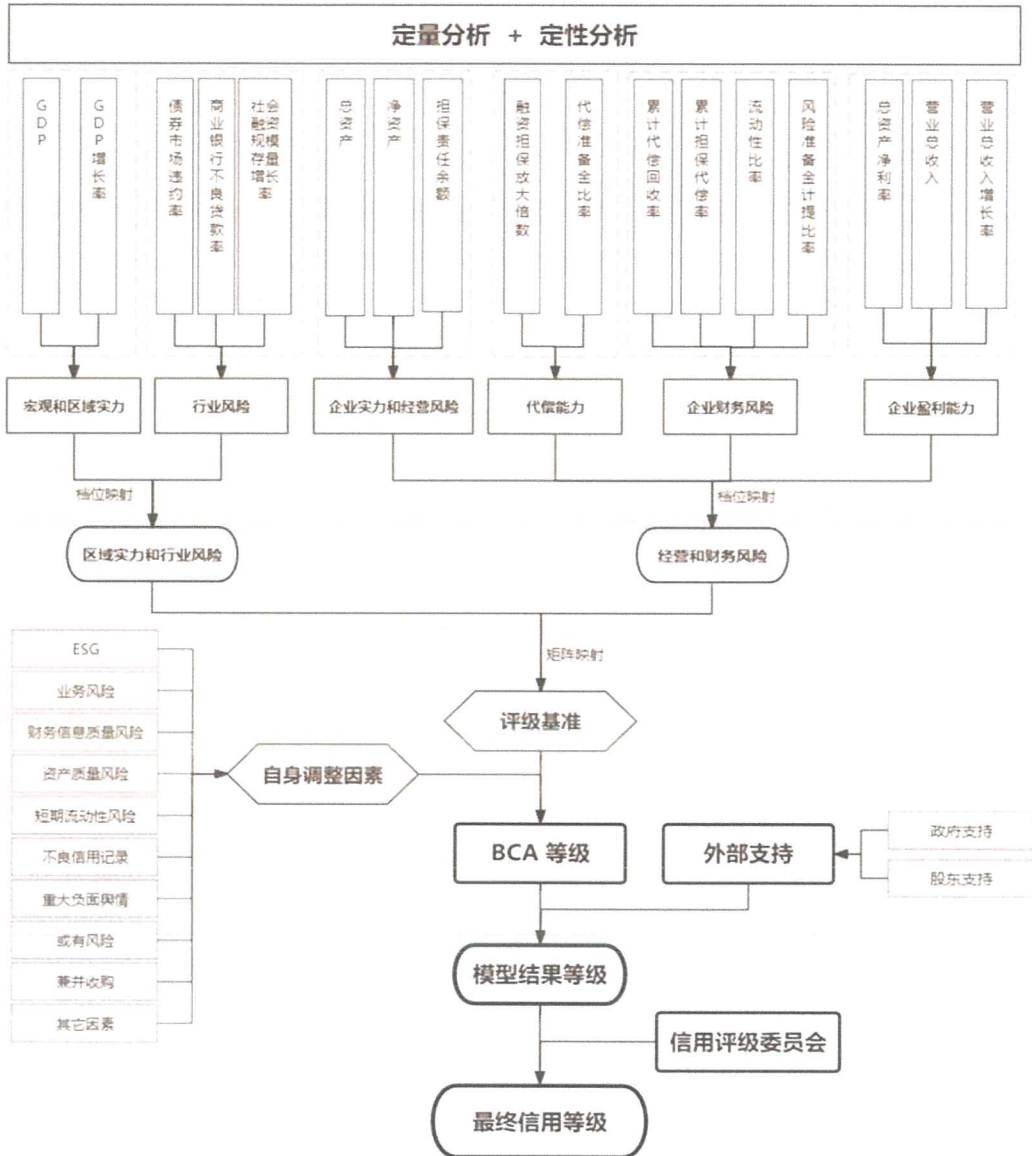 定量分析 + 定性分析
GDP
GDP增长率
债券市场违约率
商业银行不良贷款率
社会融资规模存量增长率
总资产
净资产
担保责任余额
融资担保放大倍数
代偿准备金比率
累计代偿回收率
累计担保代偿率
流动性比率
风险准备金计提比率
总资产净利率
营业总收入
营业总收入增长率
宏观和区域实力
行业风险
企业实力和经营风险
代偿能力
企业财务风险
企业盈利能力
档位映射
档位映射
区域实力和行业风险
经营和财务风险
矩阵映射
ESG
业务风险
财务信息质量风险
资产质量风险
短期流动性风险
不良信用记录
重大负面舆情
或有风险
兼并收购
其它因素
自身调整因素
评级基准
BCA 等级
外部支持
政府支持
股东支持
模型结果等级
信用评级委员会
最终信用等级